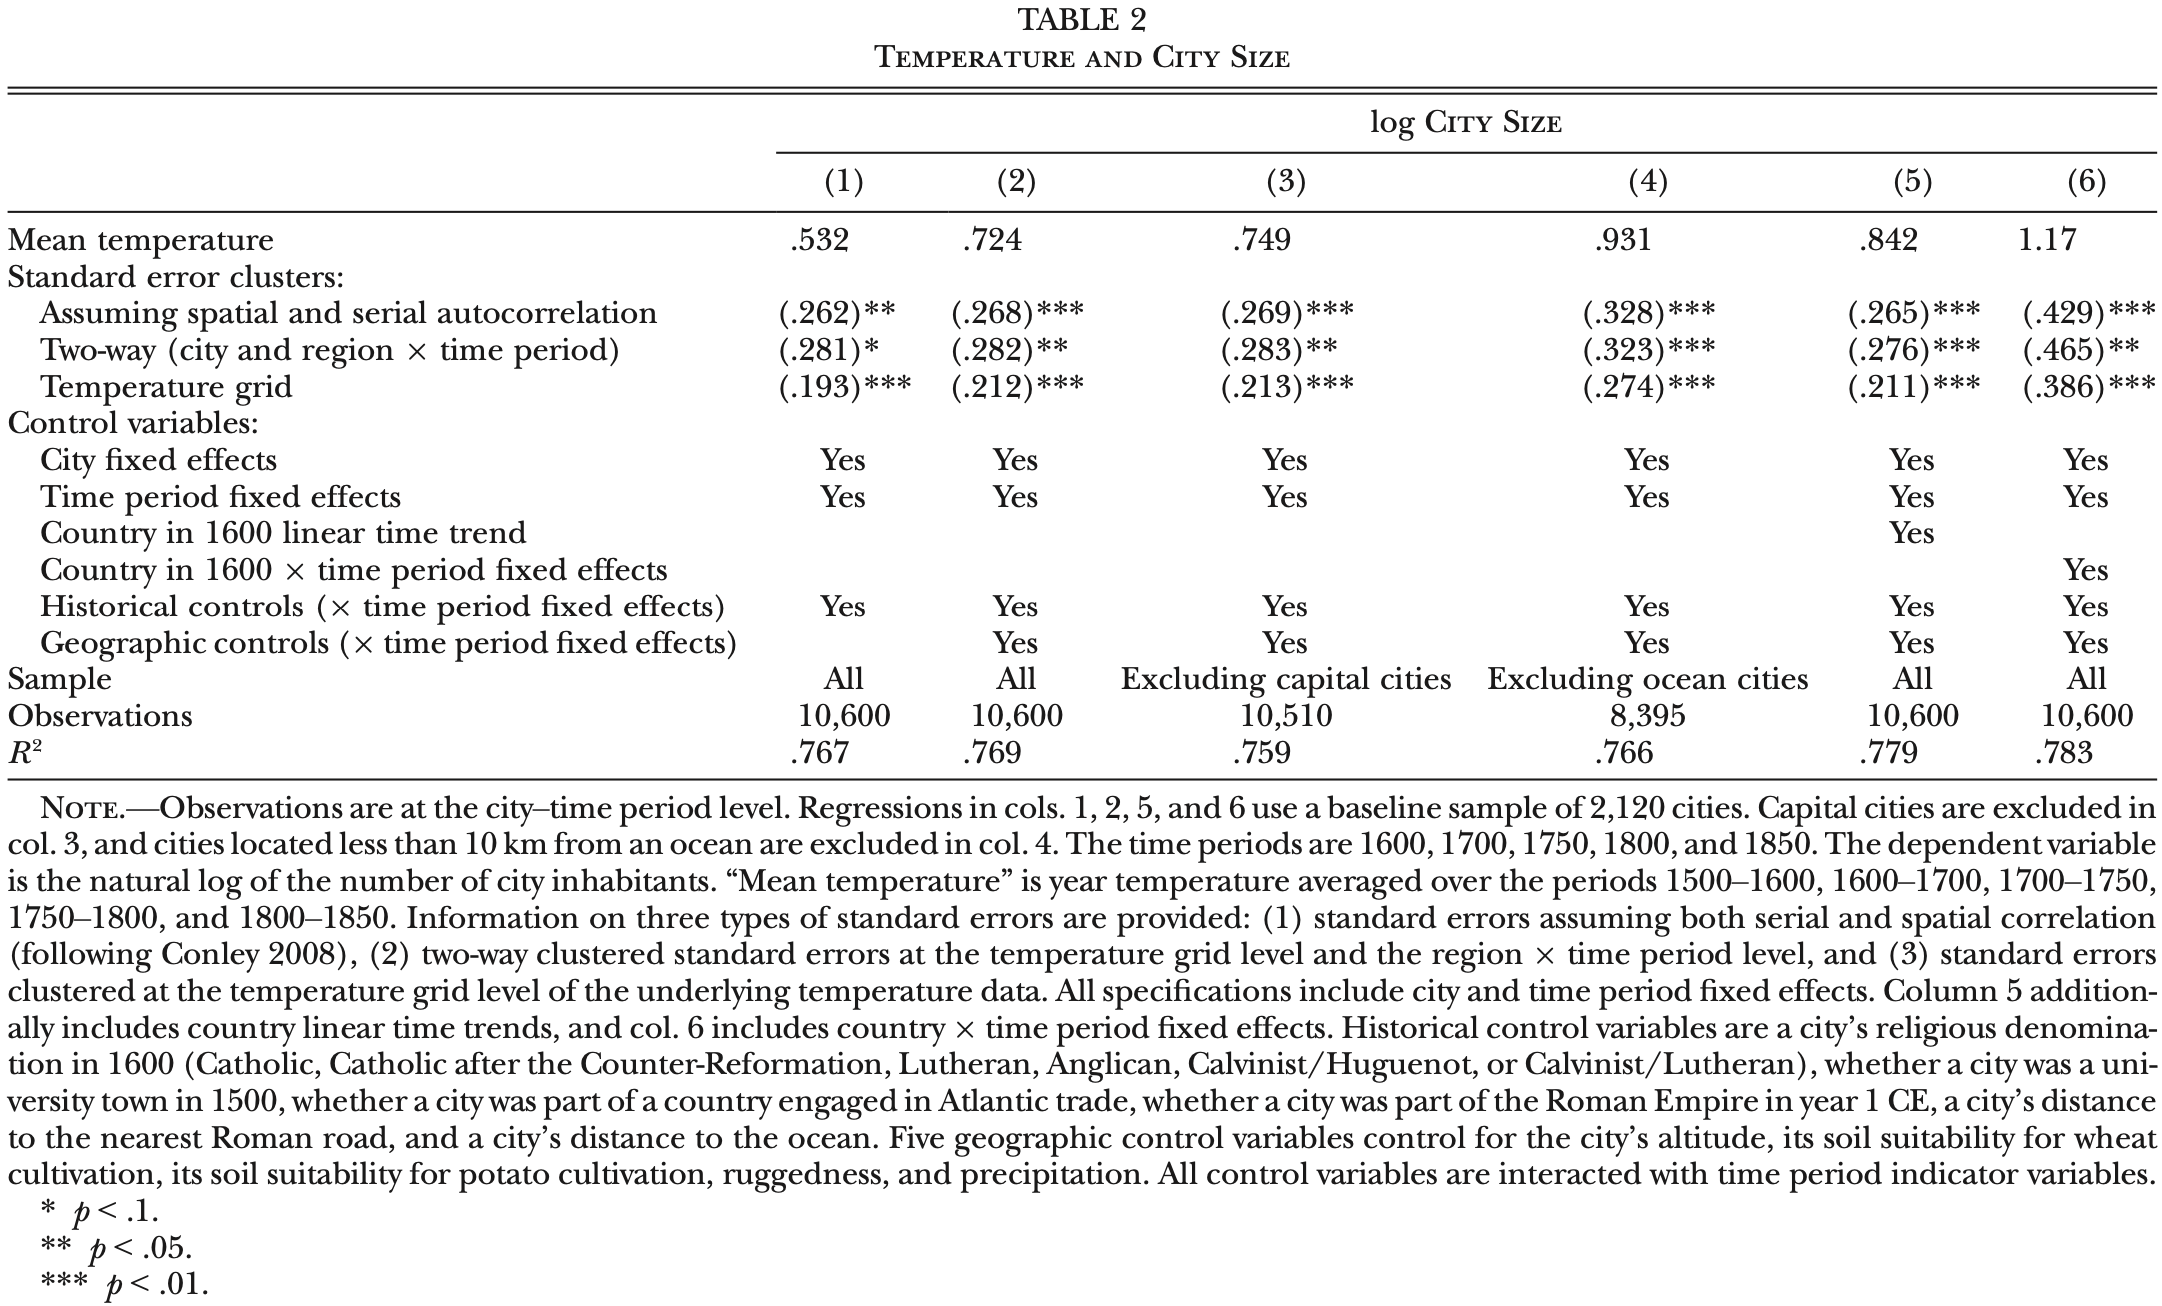 TABLE 2
Temperature and City Size
log City Size
(1) (2) (3) (4) (5) (6)
Mean temperature .532 .724 .749 .931 .842 1.17
Standard error clusters:
Assuming spatial and serial autocorrelation (.262)** (.268)*** (.269)*** (.328)*** (.265)*** (.429)***
Two-way (city and region × time period) (.281)* (.282)** (.283)** (.323)*** (.276)*** (.465)**
Temperature grid (.193)*** (.212)*** (.213)*** (.274)*** (.211)*** (.386)***
Control variables:
City fixed effects Yes Yes Yes Yes Yes Yes
Time period fixed effects Yes Yes Yes Yes Yes Yes
Country in 1600 linear time trend Yes
Country in 1600 × time period fixed effects Yes
Historical controls (× time period fixed effects) Yes Yes Yes Yes Yes Yes
Geographic controls (× time period fixed effects) Yes Yes Yes Yes Yes
Sample All All Excluding capital cities Excluding ocean cities All All
Observations 10,600 10,600 10,510 8,395 10,600 10,600
R² .767 .769 .759 .766 .779 .783
Note.—Observations are at the city–time period level. Regressions in cols. 1, 2, 5, and 6 use a baseline sample of 2,120 cities. Capital cities are excluded in
col. 3, and cities located less than 10 km from an ocean are excluded in col. 4. The time periods are 1600, 1700, 1750, 1800, and 1850. The dependent variable
is the natural log of the number of city inhabitants. “Mean temperature” is year temperature averaged over the periods 1500–1600, 1600–1700, 1700–1750,
1750–1800, and 1800–1850. Information on three types of standard errors are provided: (1) standard errors assuming both serial and spatial correlation
(following Conley 2008), (2) two-way clustered standard errors at the temperature grid level and the region × time period level, and (3) standard errors
clustered at the temperature grid level of the underlying temperature data. All specifications include city and time period fixed effects. Column 5 addition-
ally includes country linear time trends, and col. 6 includes country × time period fixed effects. Historical control variables are a city’s religious denomina-
tion in 1600 (Catholic, Catholic after the Counter-Reformation, Lutheran, Anglican, Calvinist/Huguenot, or Calvinist/Lutheran), whether a city was a uni-
versity town in 1500, whether a city was part of a country engaged in Atlantic trade, whether a city was part of the Roman Empire in year 1 CE, a city’s distance
to the nearest Roman road, and a city’s distance to the ocean. Five geographic control variables control for the city’s altitude, its soil suitability for wheat
cultivation, its soil suitability for potato cultivation, ruggedness, and precipitation. All control variables are interacted with time period indicator variables.
* p < .1.
** p < .05.
*** p < .01.